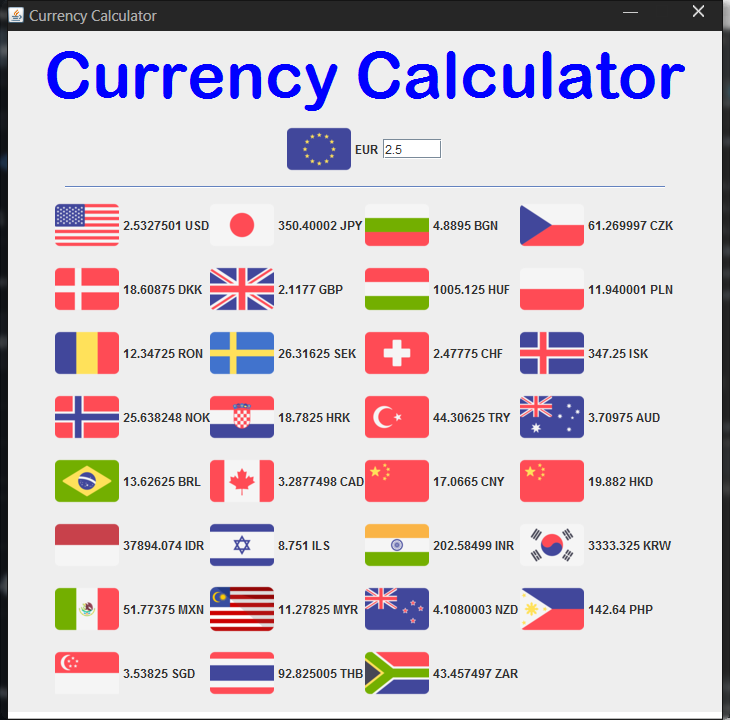 Currency Calculator
Currency Calculator
EUR 2.5
2.5327501 USD 350.40002 JPY 4.8895 BGN 61.269997 CZK
18.60875 DKK 2.1177 GBP 1005.125 HUF 11.940001 PLN
12.34725 RON 26.31625 SEK 2.47775 CHF 347.25 ISK
25.638248 NOK 18.7825 HRK 44.30625 TRY 3.70975 AUD
13.62625 BRL 3.2877498 CAD 17.0665 CNY 19.882 HKD
37894.074 IDR 8.751 ILS 202.58499 INR 3333.325 KRW
51.77375 MXN 11.27825 MYR 4.1080003 NZD 142.64 PHP
3.53825 SGD 92.825005 THB 43.457497 ZAR